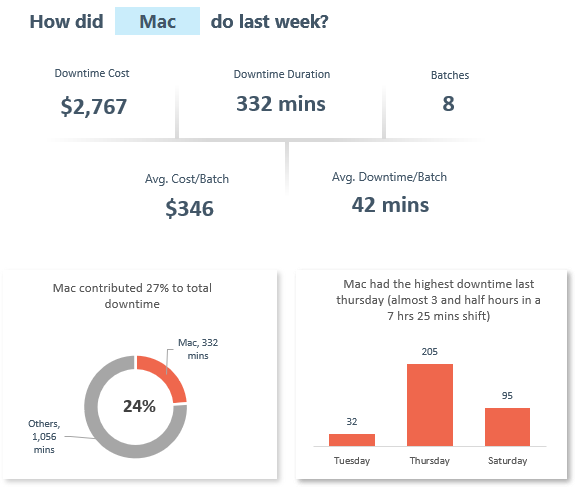 How did Mac do last week?
Downtime Cost
$2,767
Downtime Duration
332 mins
Batches
8
Avg. Cost/Batch
$346
Avg. Downtime/Batch
42 mins
Mac contributed 27% to total
downtime
Mac, 332
mins
24%
Others,
1,056
mins
Mac had the highest downtime last
thursday (almost 3 and half hours in a
7 hrs 25 mins shift)
32
205
95
Tuesday
Thursday
Saturday